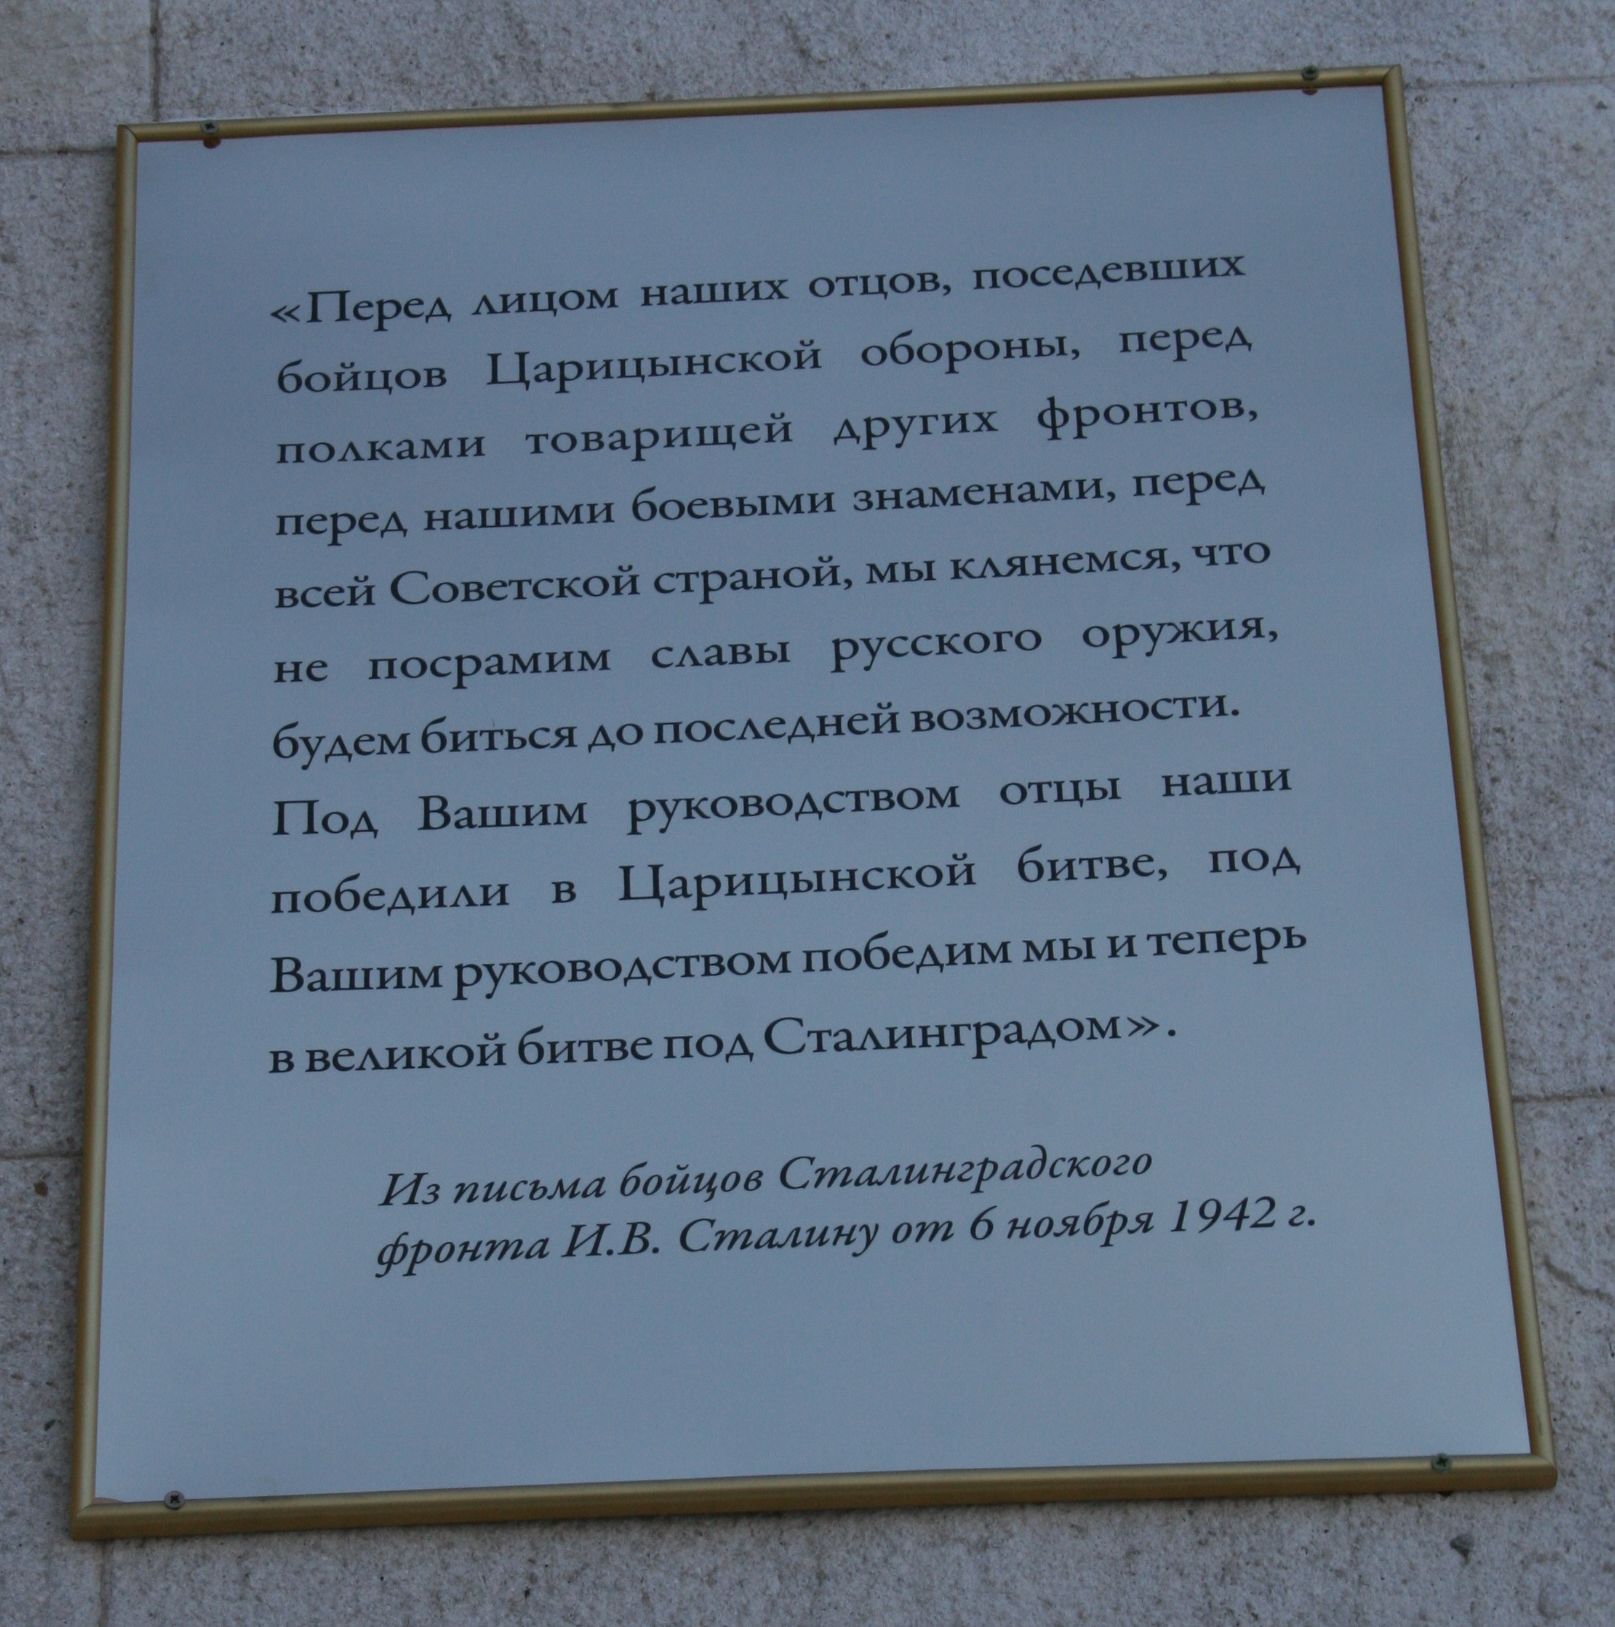 «Перед лицом наших отцов, поседевших
бойцов Царицынской обороны, перед
полками товарищей других фронтов,
перед нашими боевыми знаменами, перед
всей Советской страной, мы клянемся, что
не посрамим славы русского оружия,
будем биться до последней возможности.
Под Вашим руководством отцы наши
победили в Царицынской битве, под
Вашим руководством победим мы и теперь
в великой битве под Сталинградом».
Из письма бойцов Сталинградского
фронта И.В. Сталину от 6 ноября 1942 г.